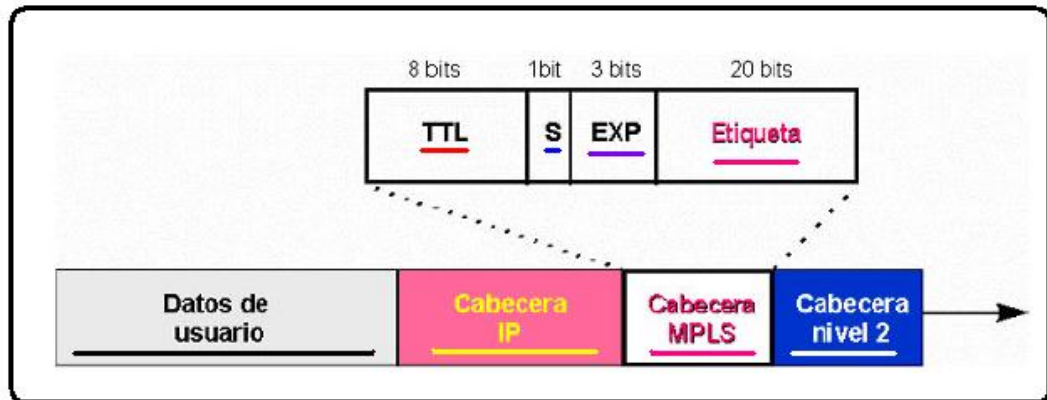 8 bits 1bit 3 bits 20 bits
TTL S EXP Etiqueta
Datos de usuario
Cabecera IP
Cabecera MPLS
Cabecera nivel 2